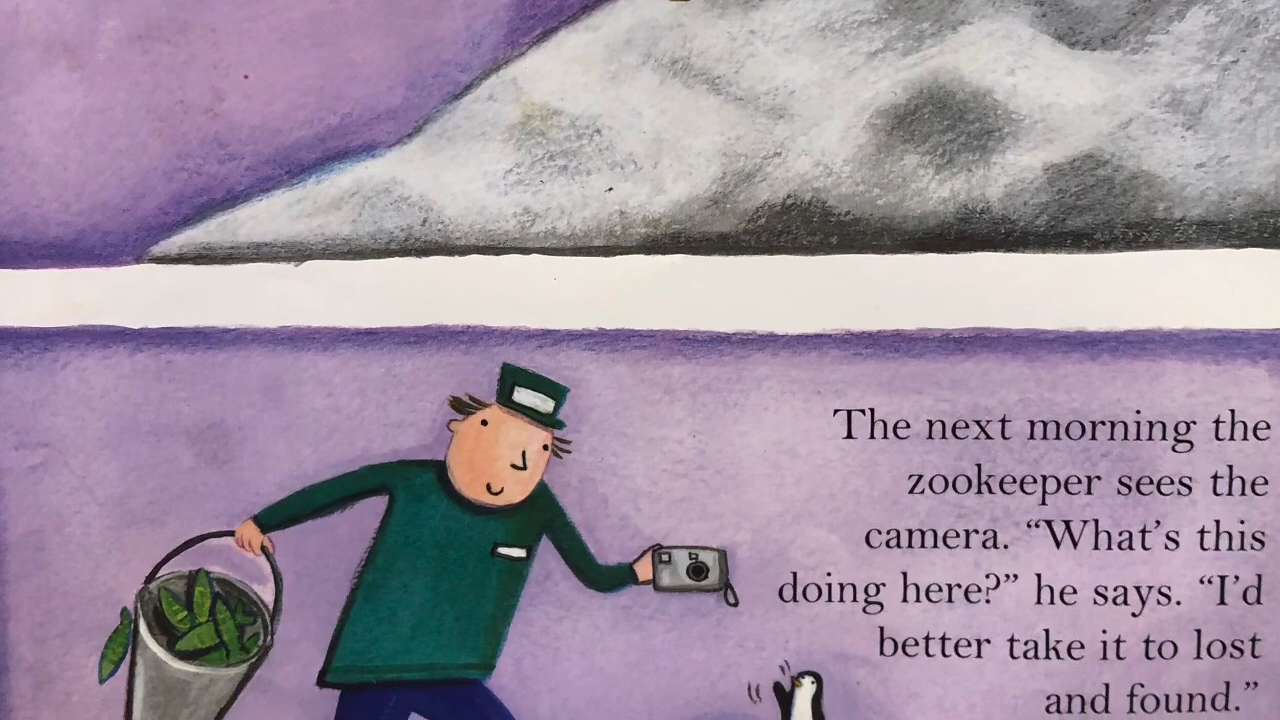 The next morning the
zookeeper sees the
camera. “What’s this
doing here?” he says. “I’d
better take it to lost
and found.”